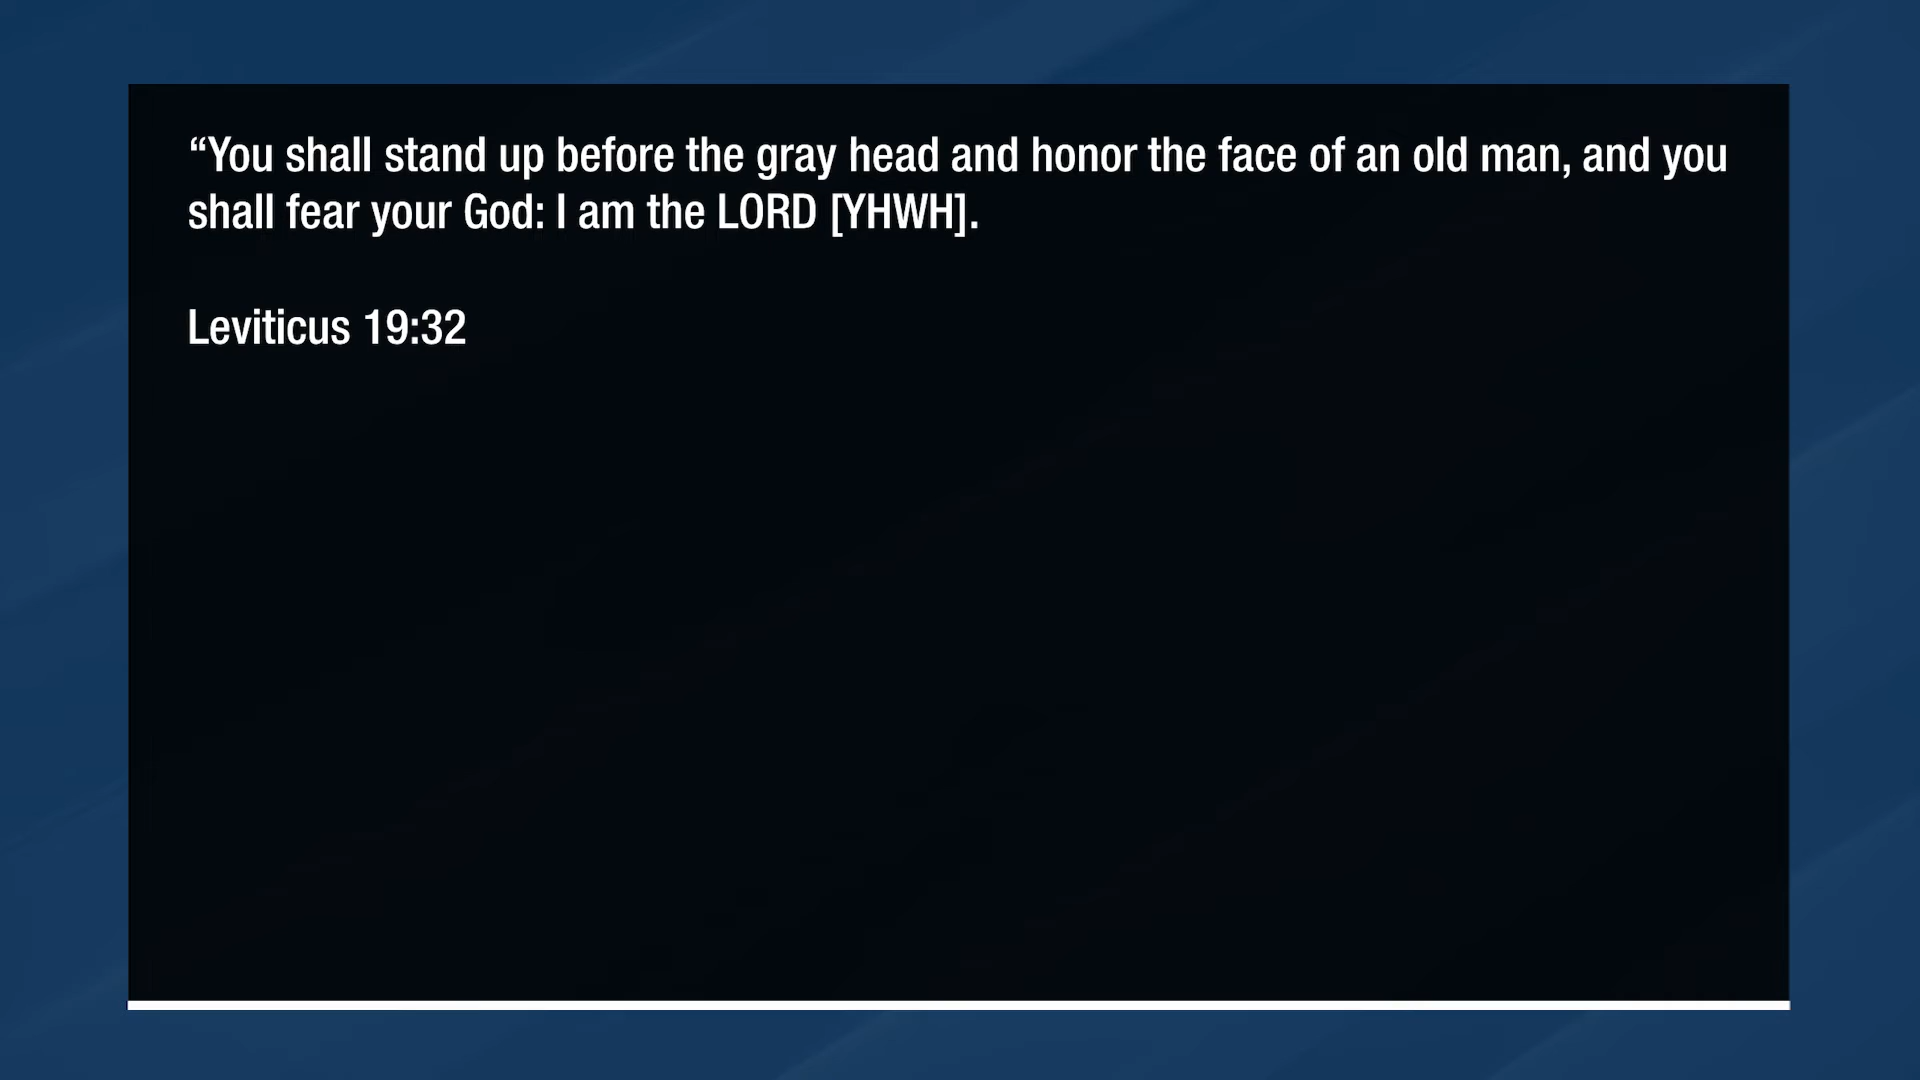 “You shall stand up before the gray head and honor the face of an old man, and you
shall fear your God: I am the LORD [YHWH].
Leviticus 19:32